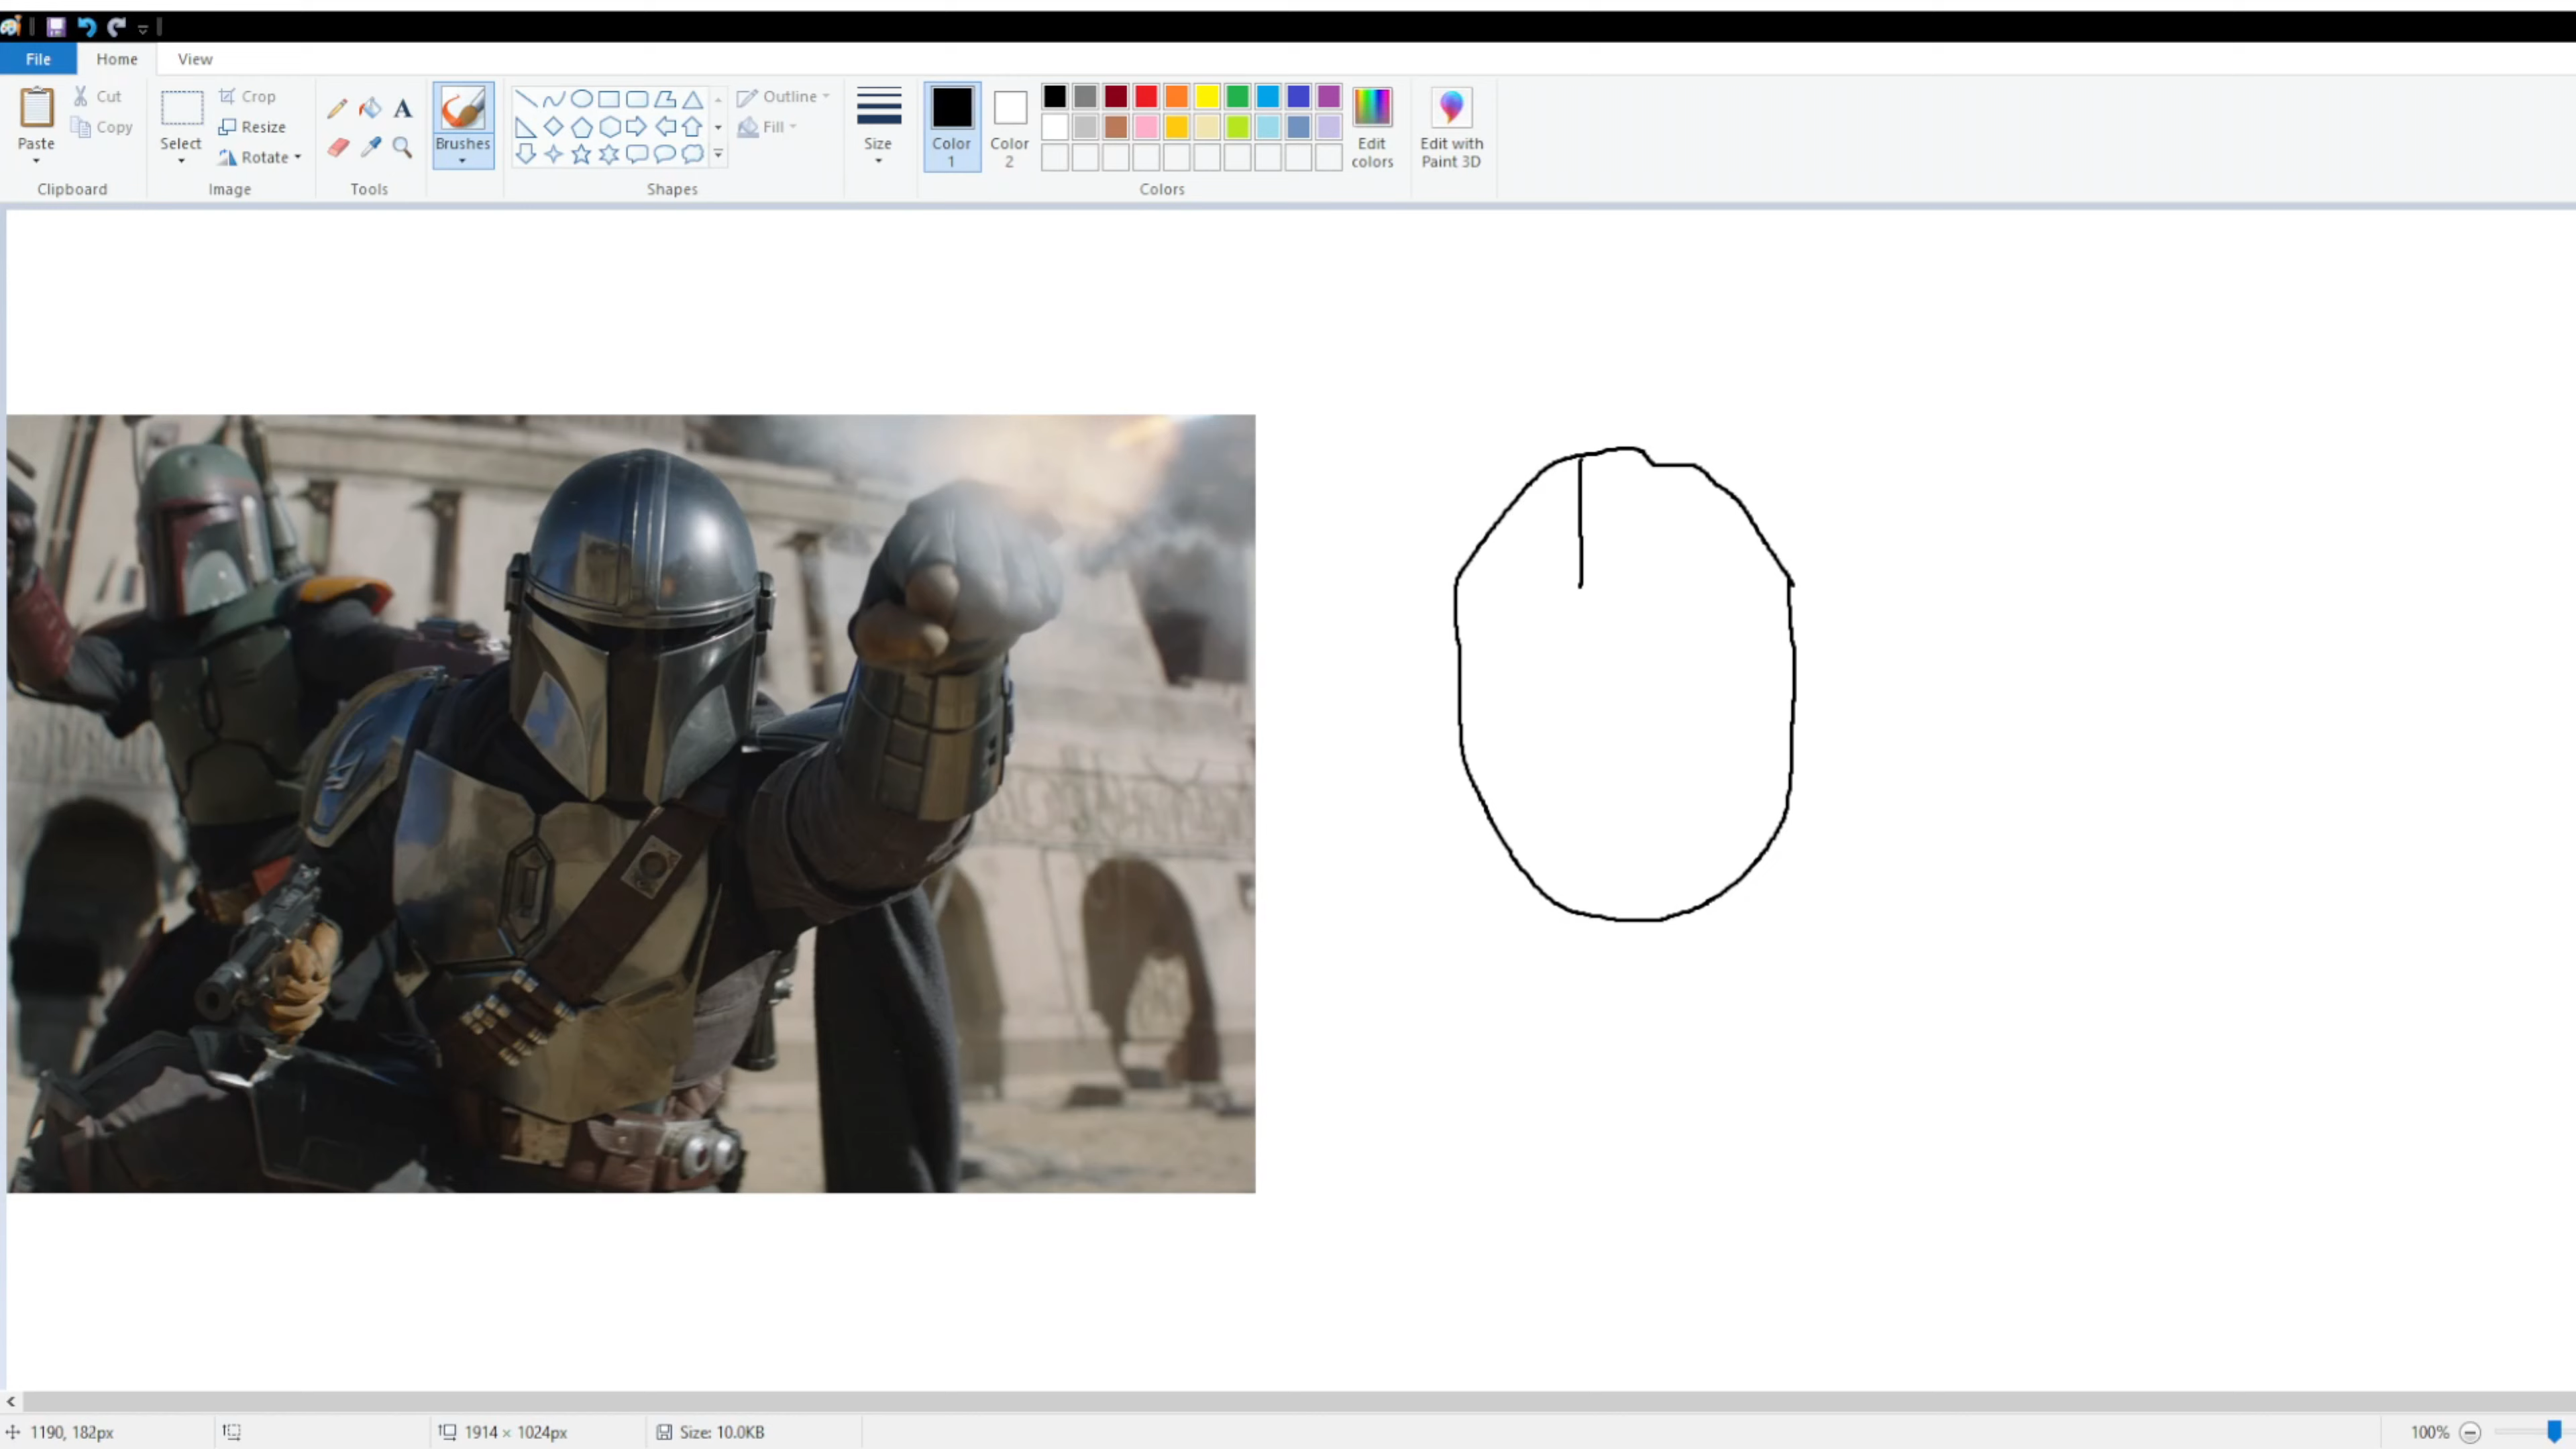 File Home View
Paste
Cut
Copy
Clipboard
Select
Crop
Resize
Rotate
Image
A
Tools
Brushes
Outline
Fill
Shapes
Size
Color
1
Color
2
Edit
colors
Colors
Edit with
Paint 3D
1190, 182px
1914 × 1024px
Size: 10.0KB
100%